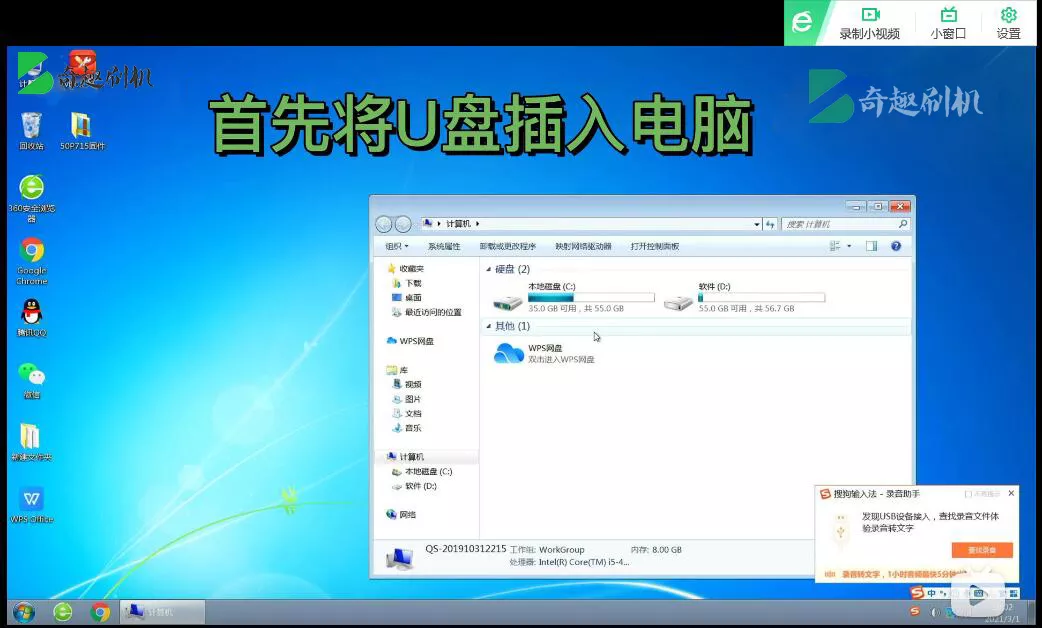 录制小视频
小窗口
设置
奇趣刷机
奇趣刷机
首先将U盘插入电脑
回收站
50P715固件
360安全浏览器
Google Chrome
腾讯QQ
微信
新建文件夹
WPS Office
计算机
搜索 计算机
组织
系统属性
卸载或更改程序
映射网络驱动器
打开控制面板
收藏夹
下载
桌面
最近访问的位置
WPS网盘
库
视频
图片
文档
音乐
计算机
本地磁盘 (C:)
软件 (D:)
网络
硬盘 (2)
本地磁盘 (C:)
35.0 GB 可用，共 55.0 GB
软件 (D:)
55.0 GB 可用，共 56.7 GB
其他 (1)
WPS网盘
双击进入WPS网盘
QS-201910312215 工作组: WorkGroup 内存: 8.00 GB
处理器: Intel(R) Core(TM) i5-4...
搜狗输入法 - 录音助手
不再提示
发现USB设备接入，查找录音文件体
验录音转文字
查找录音
录音转文字，1小时音频最快5分钟
中
计算机
2021/3/1